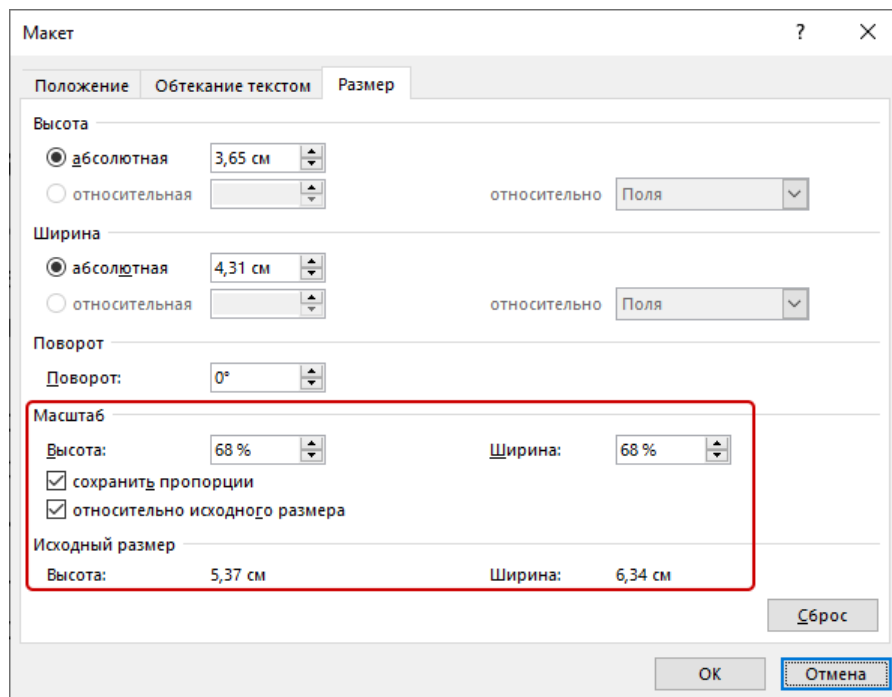 Макет ?
Положение Обтекание текстом Размер
Высота
абсолютная 3,65 см
относительная относительно Поля
Ширина
абсолютная 4,31 см
относительная относительно Поля
Поворот
Поворот: 0°
Масштаб
Высота: 68 % Ширина: 68 %
сохранить пропорции
относительно исходного размера
Исходный размер
Высота: 5,37 см Ширина: 6,34 см
Сброс
ОК Отмена